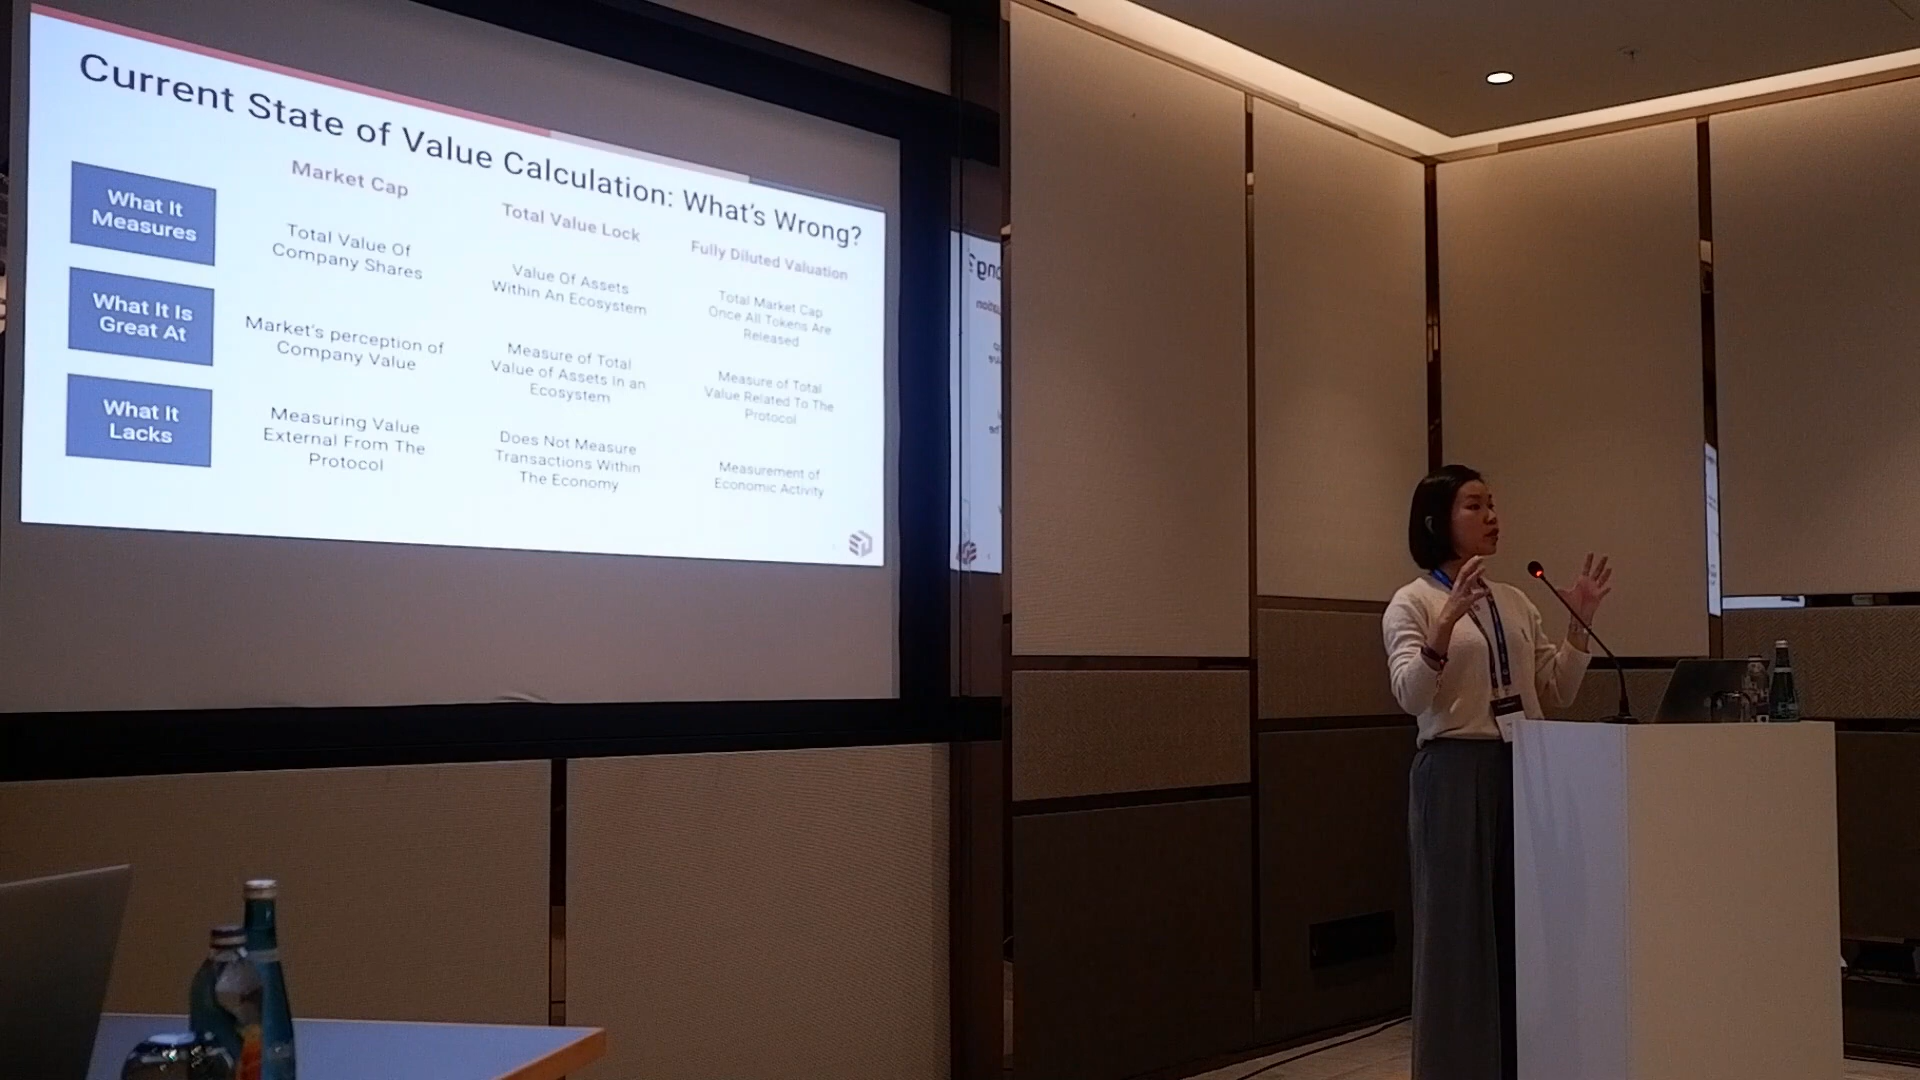 Current State of Value Calculation: What's Wrong?
Market Cap
Total Value Lock
Fully Diluted Valuation
What It
Measures
Total Value Of
Company Shares
Value Of Assets
Within An Ecosystem
Total Market Cap
Once All Tokens Are
Released
What It Is
Great At
Market's perception of
Company Value
Measure of Total
Value of Assets In an
Ecosystem
Measure of Total
Value Related To The
Protocol
What It
Lacks
Measuring Value
External From The
Protocol
Does Not Measure
Transactions Within
The Economy
Measurement of
Economic Activity